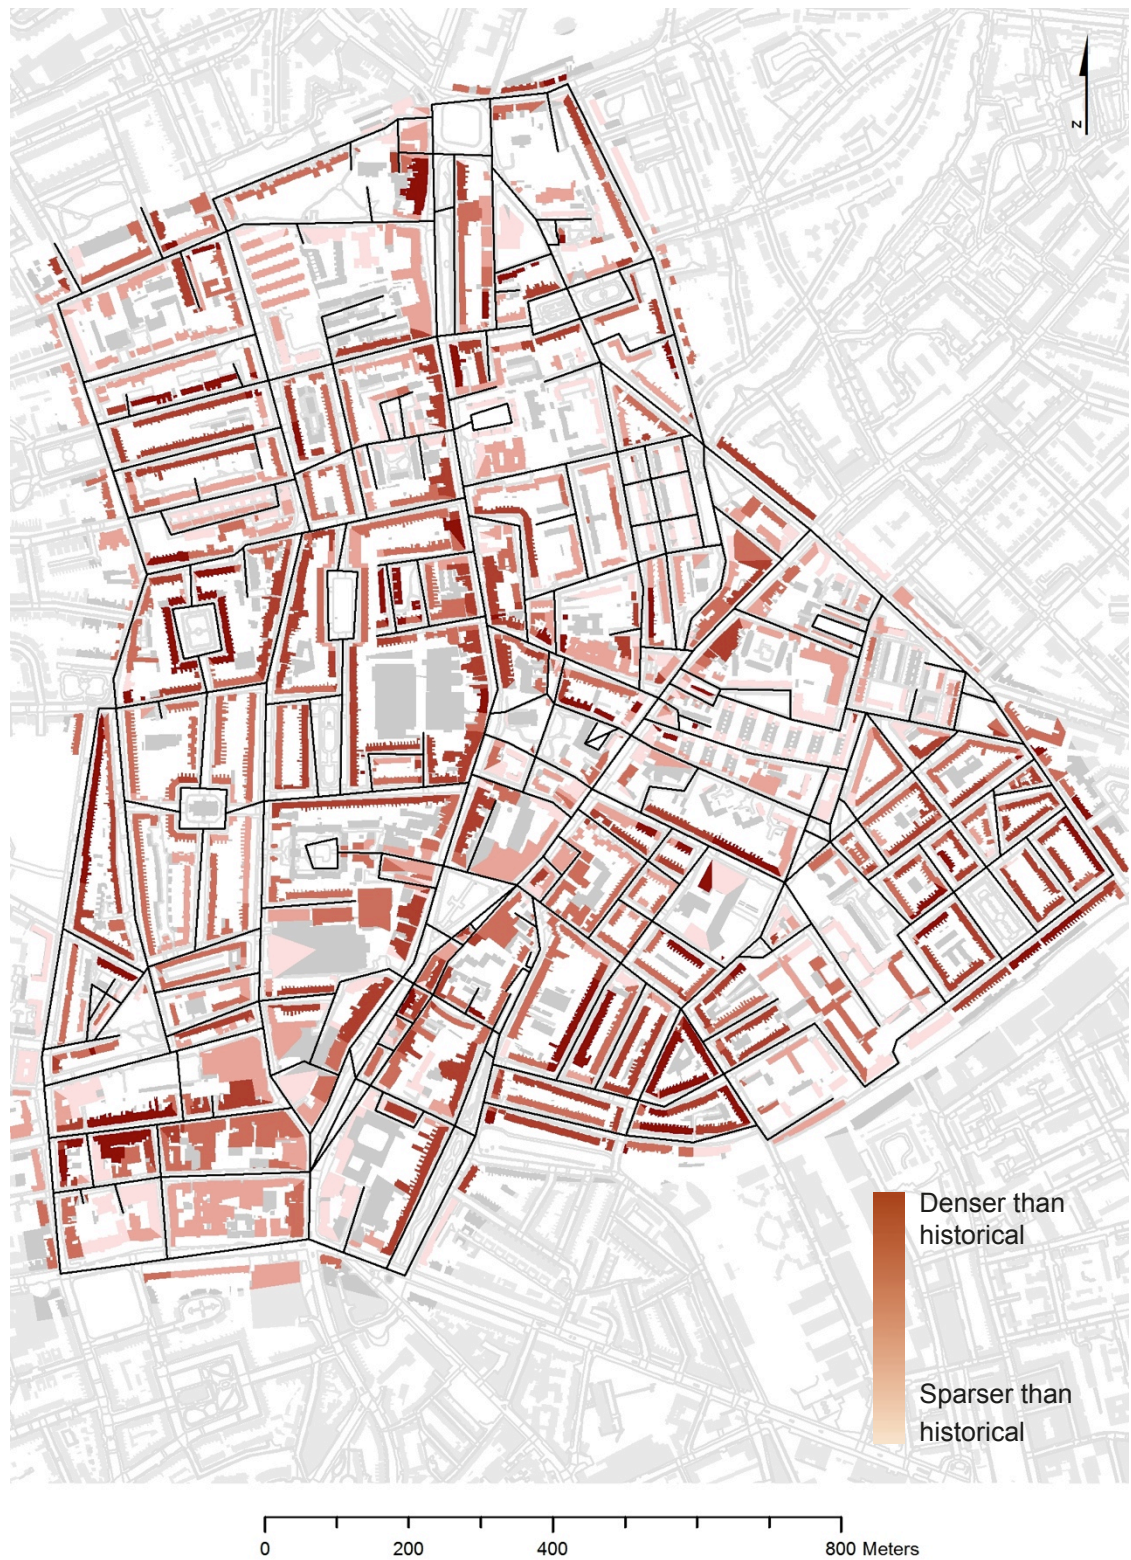 N
Denser than
historical
Sparser than
historical
0
200
400
800 Meters